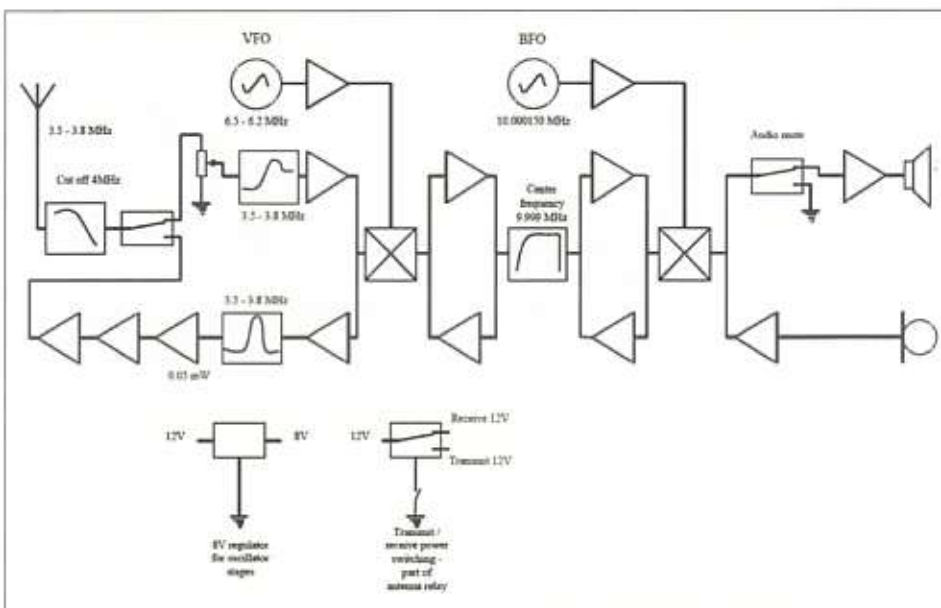 VFO
BFO
3.5 - 3.8 MHz
6.5 - 6.2 MHz
10.000150 MHz
Audio mute
Cut off 4MHz
3.5 - 3.8 MHz
Center
frequency
9.999 MHz
3.5 - 3.8 MHz
0.05 mW
12V
8V
12V
Receive 12V
Transmit 12V
8V regulator
for oscillator
stages
Transmit /
receive power
switching -
part of
antenna relay